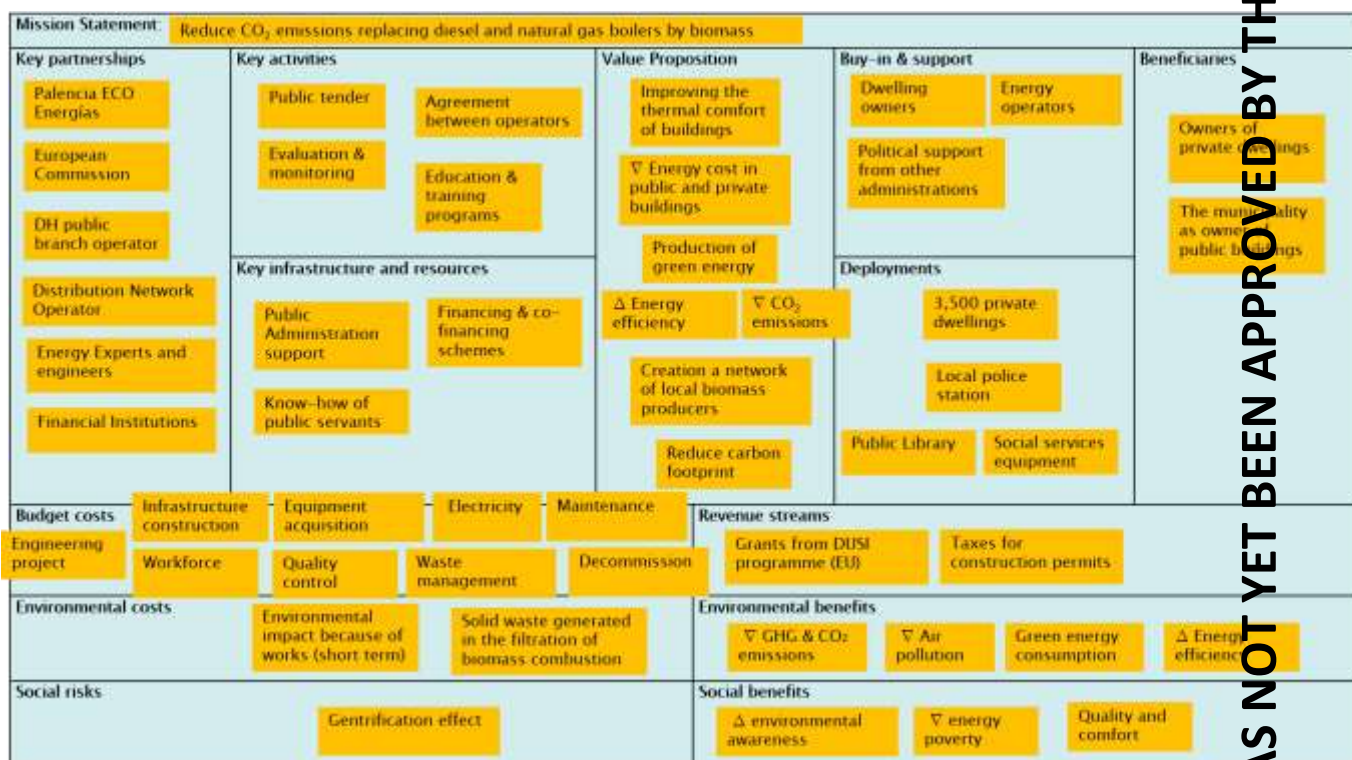 Mission Statement:
Reduce CO₂ emissions replacing diesel and natural gas boilers by biomass
Key partnerships
Palencia ECO
Energías
European
Commission
DH public
branch operator
Distribution Network
Operator
Energy Experts and
engineers
Financial Institutions
Key activities
Public tender
Agreement
between operators
Evaluation &
monitoring
Education &
training
programs
Key infrastructure and resources
Public
Administration
support
Financing & co-
financing
schemes
Know-how of
public servants
Value Proposition
Improving the
thermal comfort
of buildings
∇ Energy cost in
public and private
buildings
Production of
green energy
Δ Energy
efficiency
∇ CO₂
emissions
Creation a network
of local biomass
producers
Reduce carbon
footprint
Buy-in & support
Dwelling
owners
Energy
operators
Political support
from other
administrations
Deployments
3,500 private
dwellings
Local police
station
Public Library
Social services
equipment
Beneficiaries
Owners of
private dwellings
The municipality
as owner of
public buildings
Budget costs
Infrastructure
construction
Equipment
acquisition
Electricity
Maintenance
Engineering
project
Workforce
Quality
control
Waste
management
Decommission
Revenue streams
Grants from DUSI
programme (EU)
Taxes for
construction permits
Environmental costs
Environmental
impact because of
works (short term)
Solid waste generated
in the filtration of
biomass combustion
Environmental benefits
∇ GHG & CO₂
emissions
∇ Air
pollution
Green energy
consumption
Δ Energy
efficiency
Social risks
Gentrification effect
Social benefits
Δ environmental
awareness
∇ energy
poverty
Quality and
comfort
AS NOT YET BEEN APPROVED BY TH